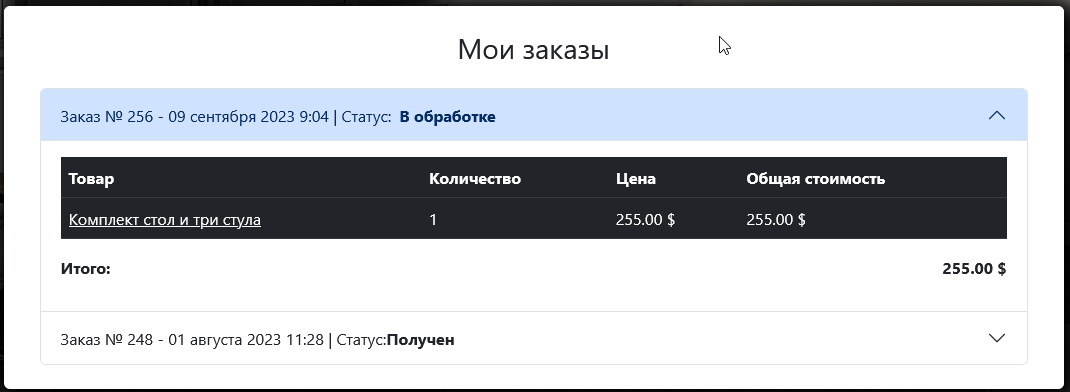 Мои заказы
Заказ № 256 - 09 сентября 2023 9:04 | Статус: В обработке
Товар Количество Цена Общая стоимость
Комплект стол и три стула 1 255.00 $ 255.00 $
Итого: 255.00 $
Заказ № 248 - 01 августа 2023 11:28 | Статус:Получен